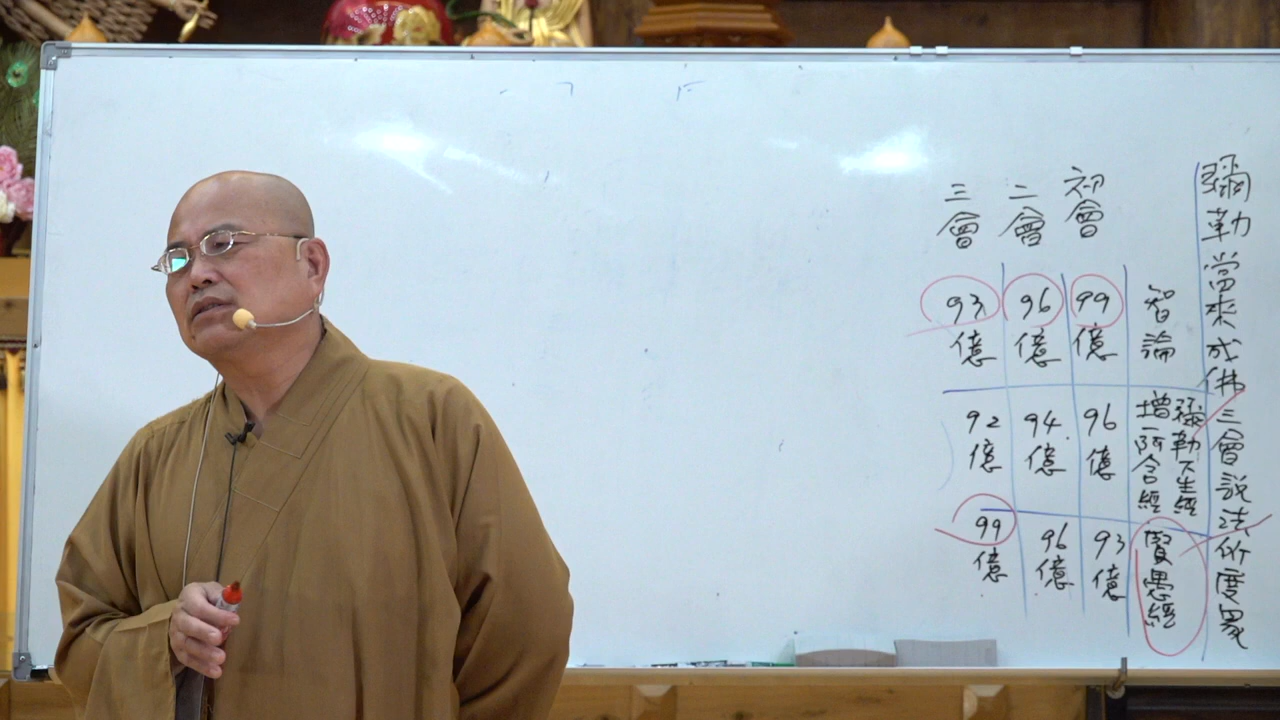 彌勒當來成佛三會說法所度眾
初會
二會
三會
智論
99億
96億
93億
彌勒下生經
增一阿含經
96億
94億
92億
賢愚經
93億
96億
99億